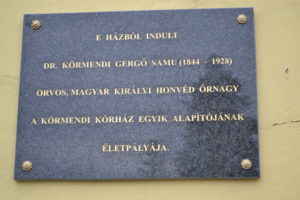 E HÁZBÓL INDULT
DR. KÖRMENDI GERGŐ SAMU (1844 - 1928)
ORVOS, MAGYAR KIRÁLYI HONVÉD ŐRNAGY
A KÖRMENDI KÓRHÁZ EGYIK ALAPÍTÓJÁNAK
ÉLETPÁLYÁJA.